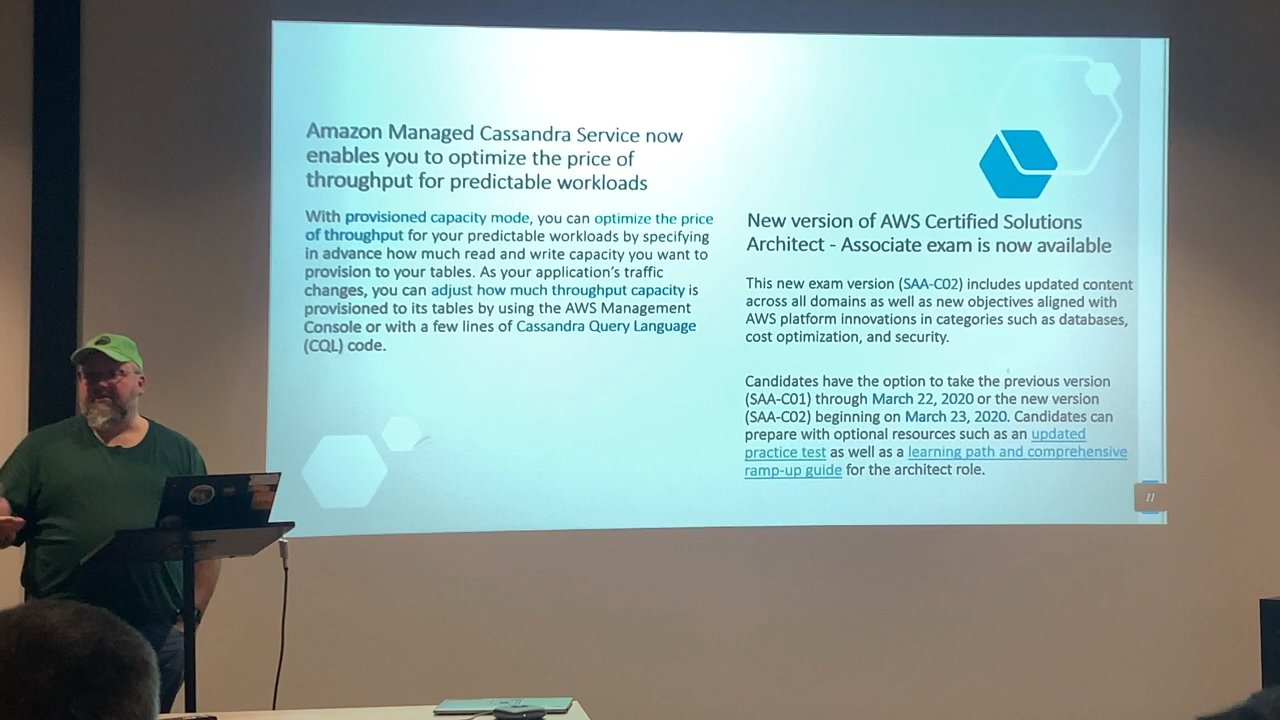 Amazon Managed Cassandra Service now
enables you to optimize the price of
throughput for predictable workloads
With provisioned capacity mode, you can optimize the price
of throughput for your predictable workloads by specifying
in advance how much read and write capacity you want to
provision to your tables. As your application's traffic
changes, you can adjust how much throughput capacity is
provisioned to its tables by using the AWS Management
Console or with a few lines of Cassandra Query Language
(CQL) code.
New version of AWS Certified Solutions
Architect - Associate exam is now available
This new exam version (SAA-C02) includes updated content
across all domains as well as new objectives aligned with
AWS platform innovations in categories such as databases,
cost optimization, and security.
Candidates have the option to take the previous version
(SAA-C01) through March 22, 2020 or the new version
(SAA-C02) beginning on March 23, 2020. Candidates can
prepare with optional resources such as an updated
practice test as well as a learning path and comprehensive
ramp-up guide for the architect role.
11